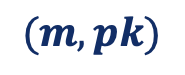 (m, pk)